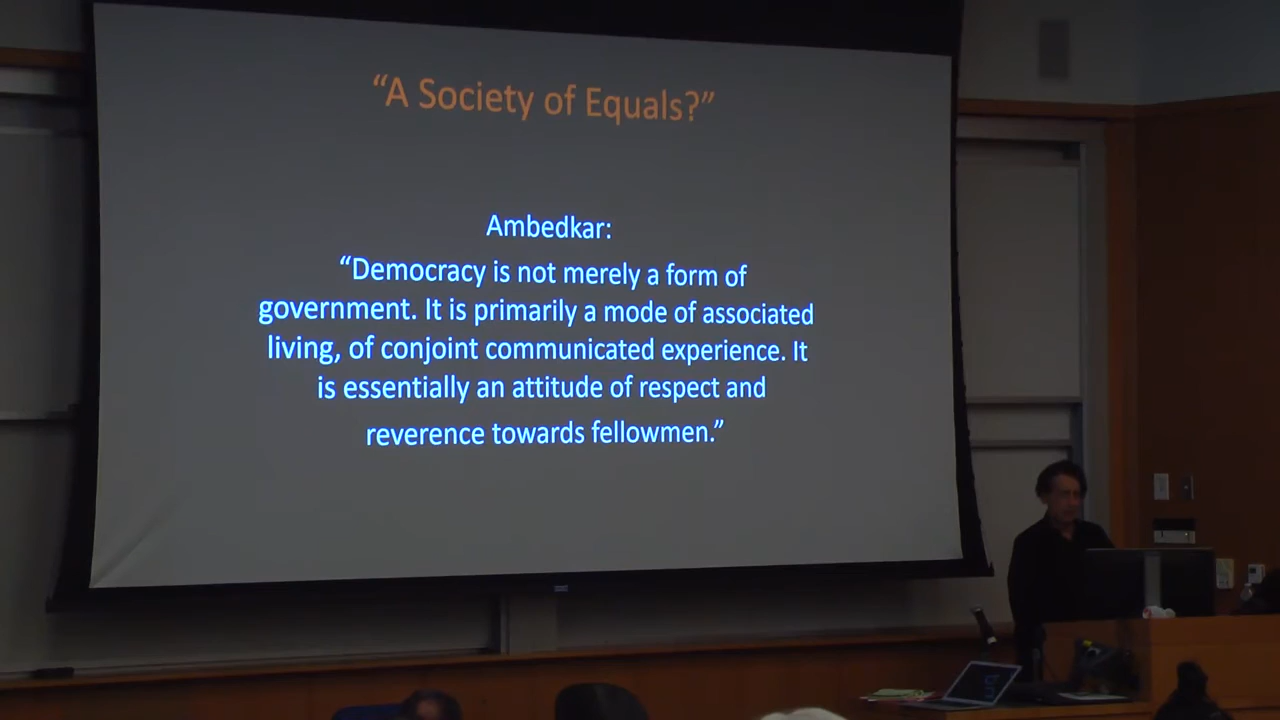 “A Society of Equals?”
Ambedkar:
“Democracy is not merely a form of
government. It is primarily a mode of associated
living, of conjoint communicated experience. It
is essentially an attitude of respect and
reverence towards fellowmen.”